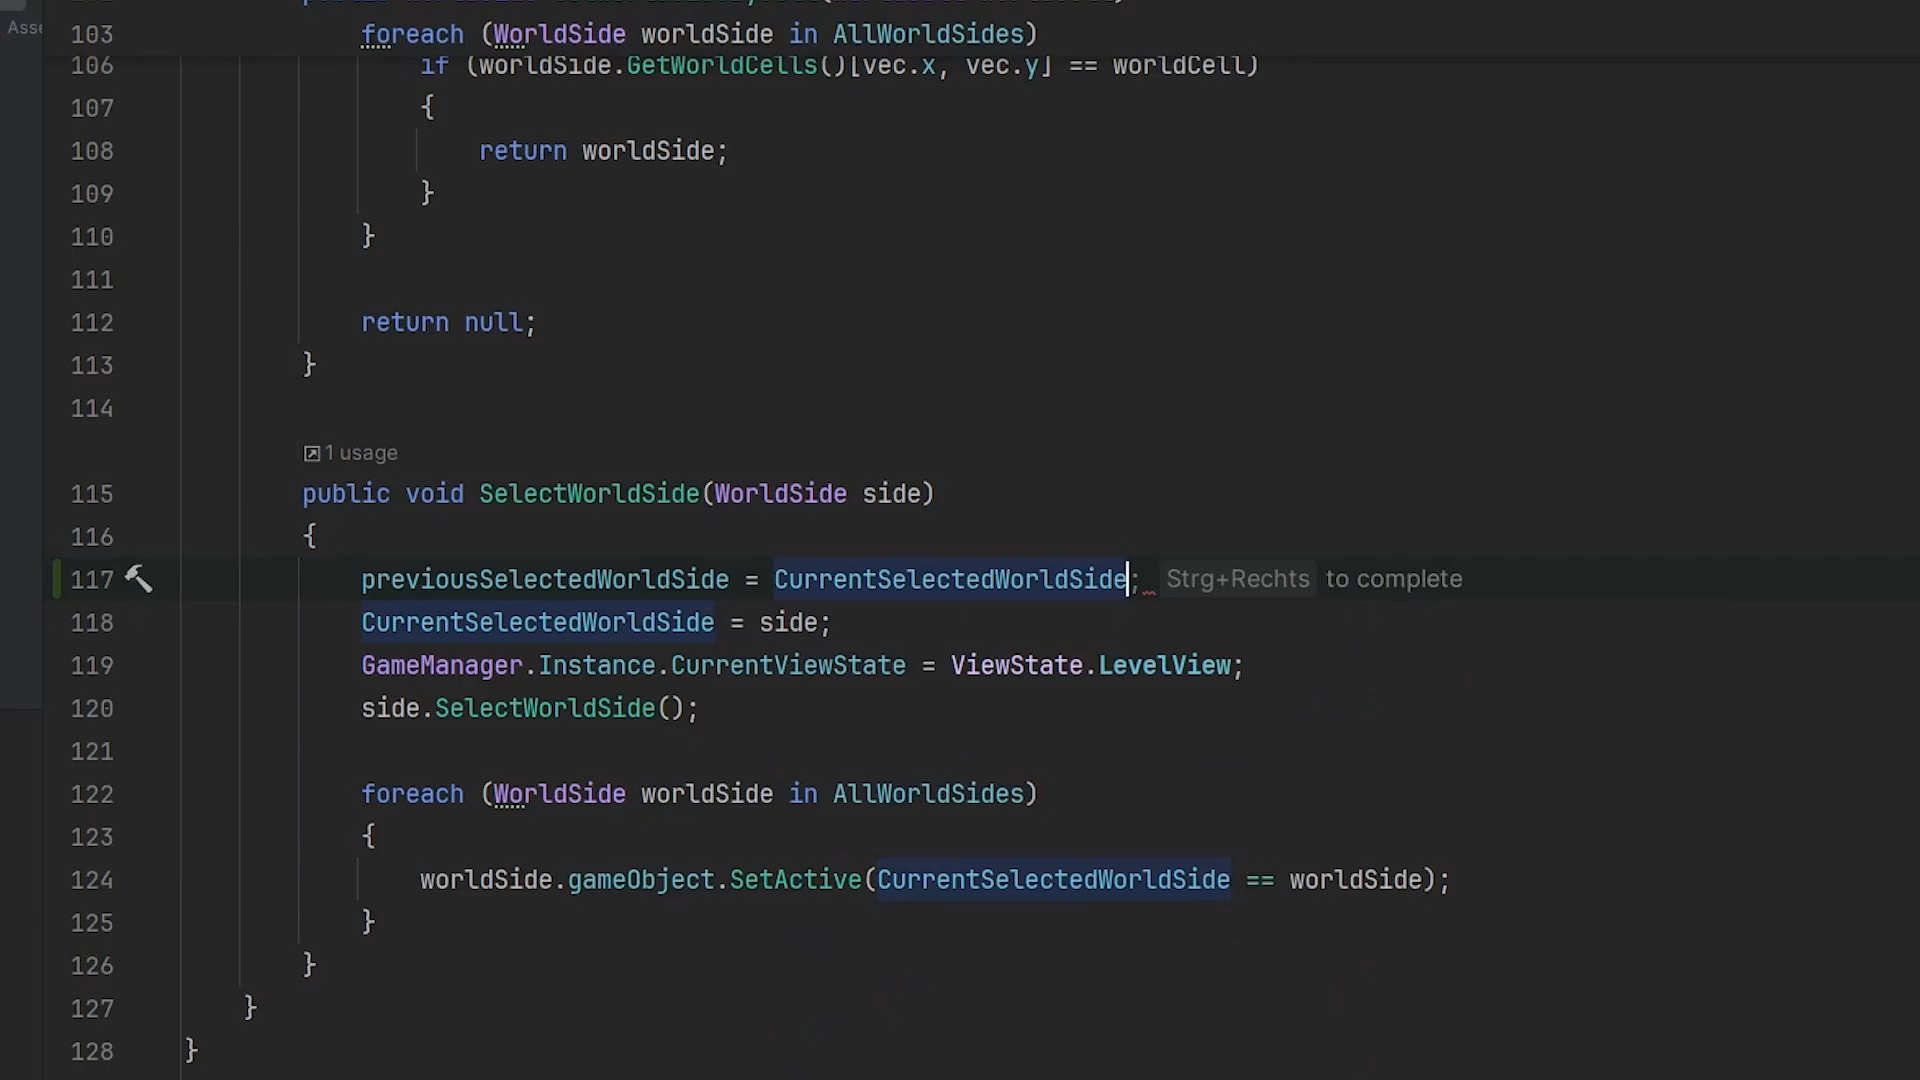 Asse
103 foreach (WorldSide worldSide in AllWorldSides)
106 if (worldSide.GetWorldCells()[vec.x, vec.y] == worldCell)
107 {
108 return worldSide;
109 }
110 }
111
112 return null;
113 }
114
1 usage
115 public void SelectWorldSide(WorldSide side)
116 {
117 previousSelectedWorldSide = CurrentSelectedWorldSide; Strg+Rechts to complete
118 CurrentSelectedWorldSide = side;
119 GameManager.Instance.CurrentViewState = ViewState.LevelView;
120 side.SelectWorldSide();
121
122 foreach (WorldSide worldSide in AllWorldSides)
123 {
124 worldSide.gameObject.SetActive(CurrentSelectedWorldSide == worldSide);
125 }
126 }
127 }
128 }